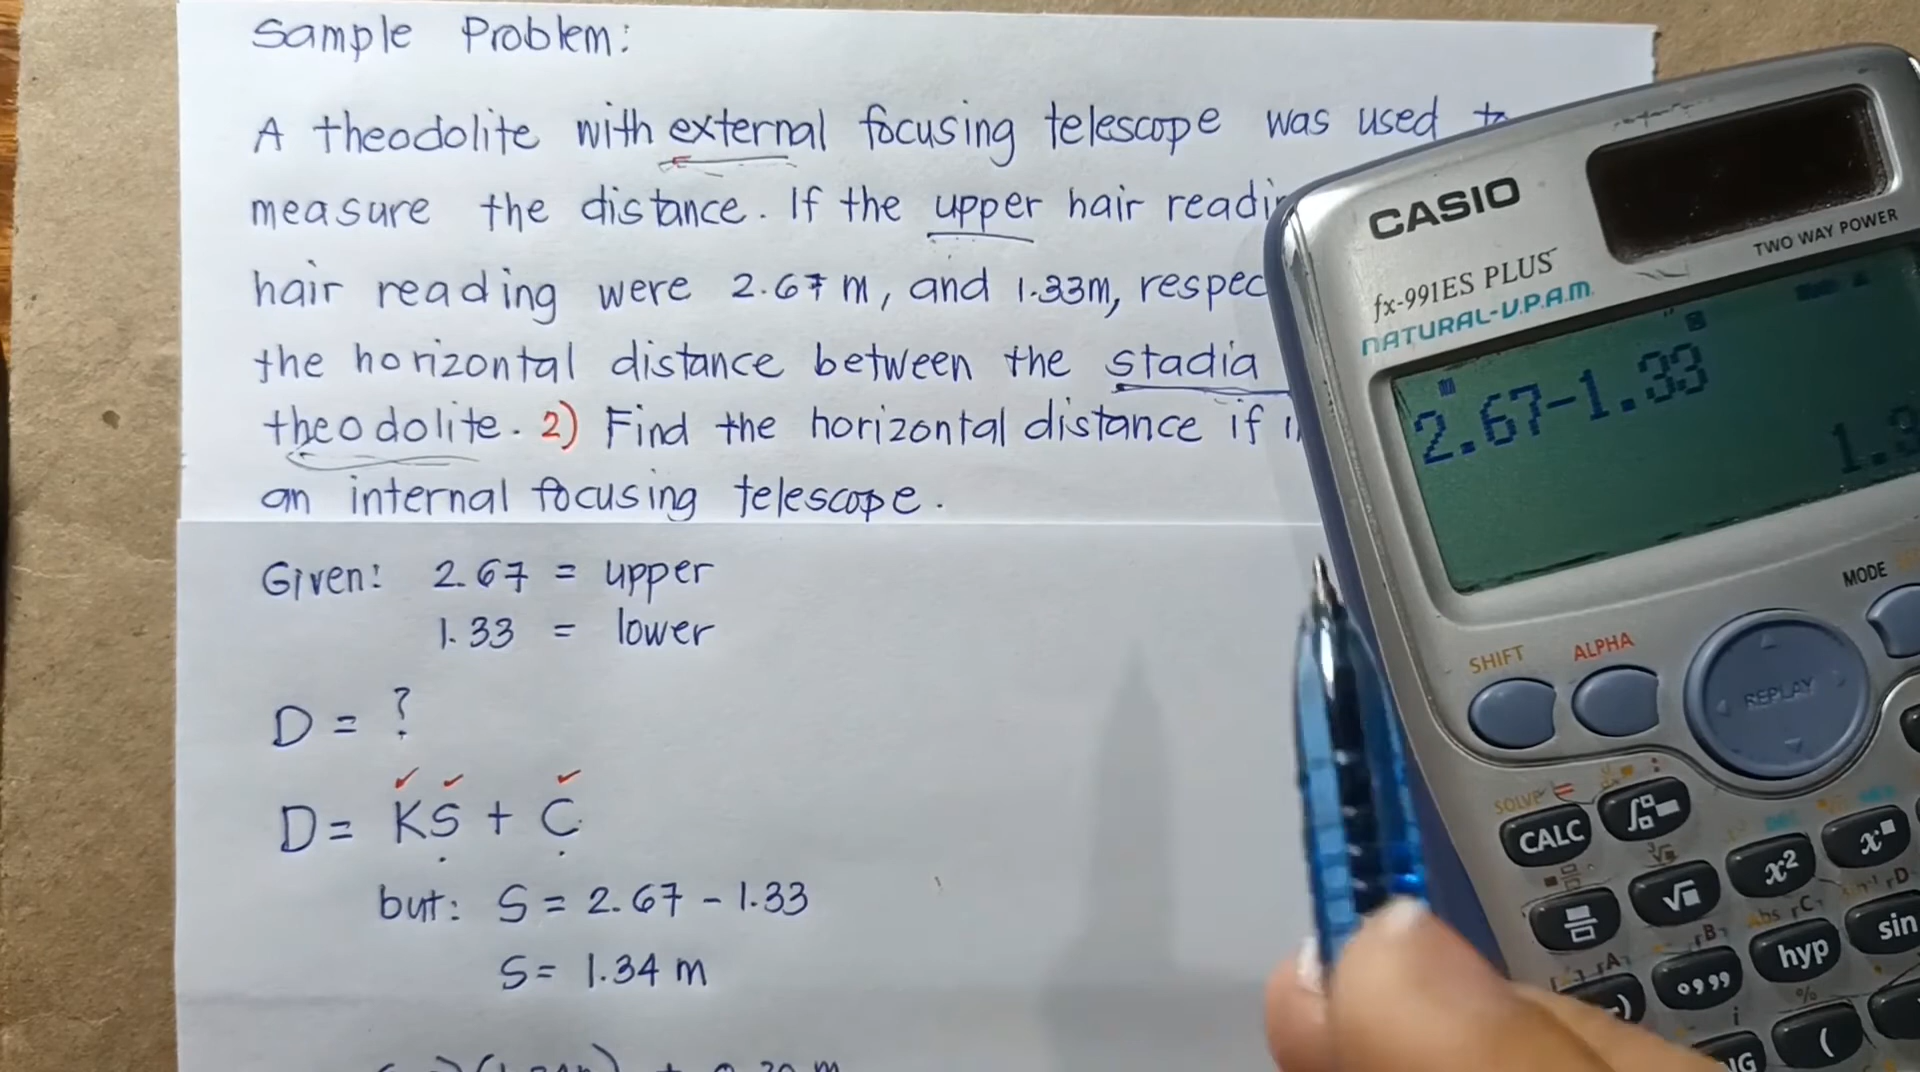 Sample Problem:
A theodolite with external focusing telescope was used to
measure the distance. If the upper hair
hair reading were 2.67 m, and 1.33m,
the horizontal distance between the stadia
theodolite. 2) Find the horizontal distance if
an internal focusing telescope.
Given: 2.67 = upper
1.33 = lower
D = ?
D = KS + C
but: S = 2.67 - 1.33
S = 1.34 m
CASIO
TWO WAY POWER
fx-991ES PLUS
NATURAL-V.P.A.M.
2.67-1.33
MODE
SHIFT ALPHA
REPLAY
SOLVE =
CALC
x²
x■
√■
Abs
hyp
sin
(